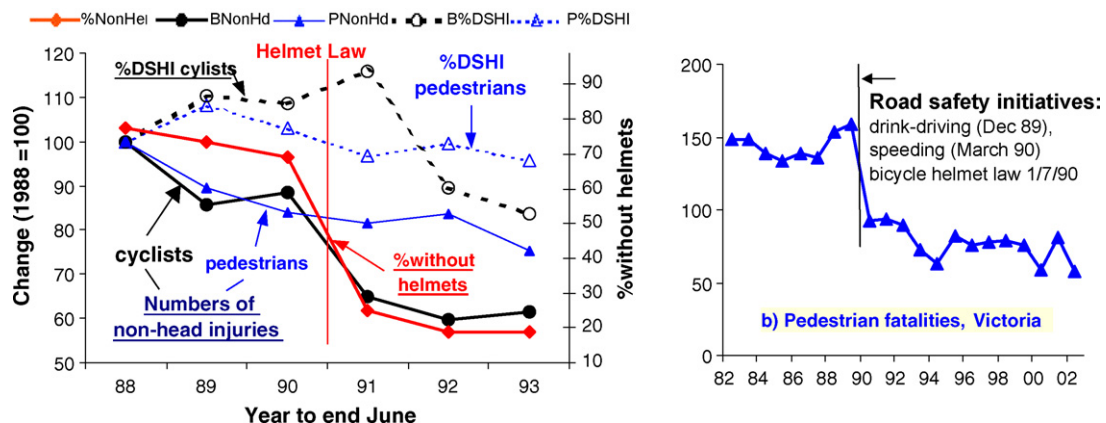 %NonHel BNonHd PNonHd B%DSHI P%DSHI
Helmet Law
%DSHI cylists
%DSHI
pedestrians
cyclists
pedestrians
Numbers of
non-head injuries
%without
helmets
Change (1988 =100)
120
110
100
90
80
70
60
50
%without helmets
90
80
70
60
50
40
30
20
10
88 89 90 91 92 93
Year to end June
200
150
100
50
0
Road safety initiatives:
drink-driving (Dec 89),
speeding (March 90)
bicycle helmet law 1/7/90
b) Pedestrian fatalities, Victoria
82 84 86 88 90 92 94 96 98 00 02